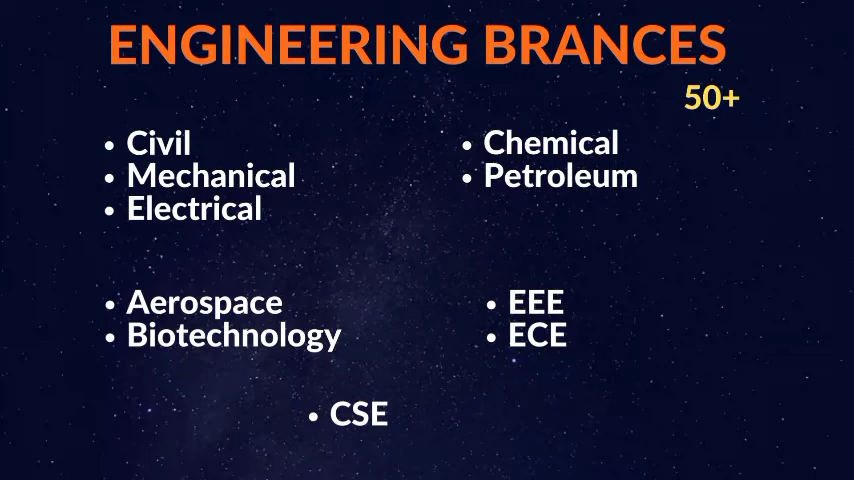 ENGINEERING BRANCES
50+
• Civil
• Mechanical
• Electrical
• Chemical
• Petroleum
• Aerospace
• Biotechnology
• EEE
• ECE
• CSE